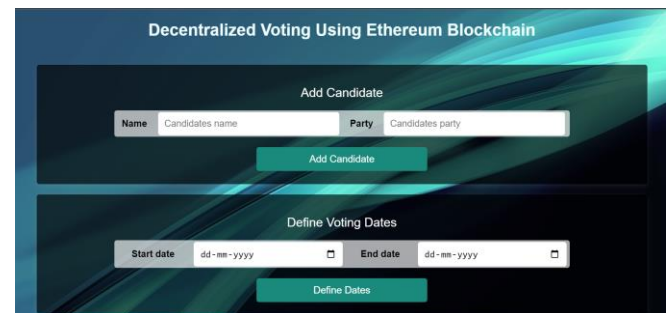 Decentralized Voting Using Ethereum Blockchain
Add Candidate
Name Candidates name Party Candidates party
Add Candidate
Define Voting Dates
Start date dd-mm-yyyy End date dd-mm-yyyy
Define Dates